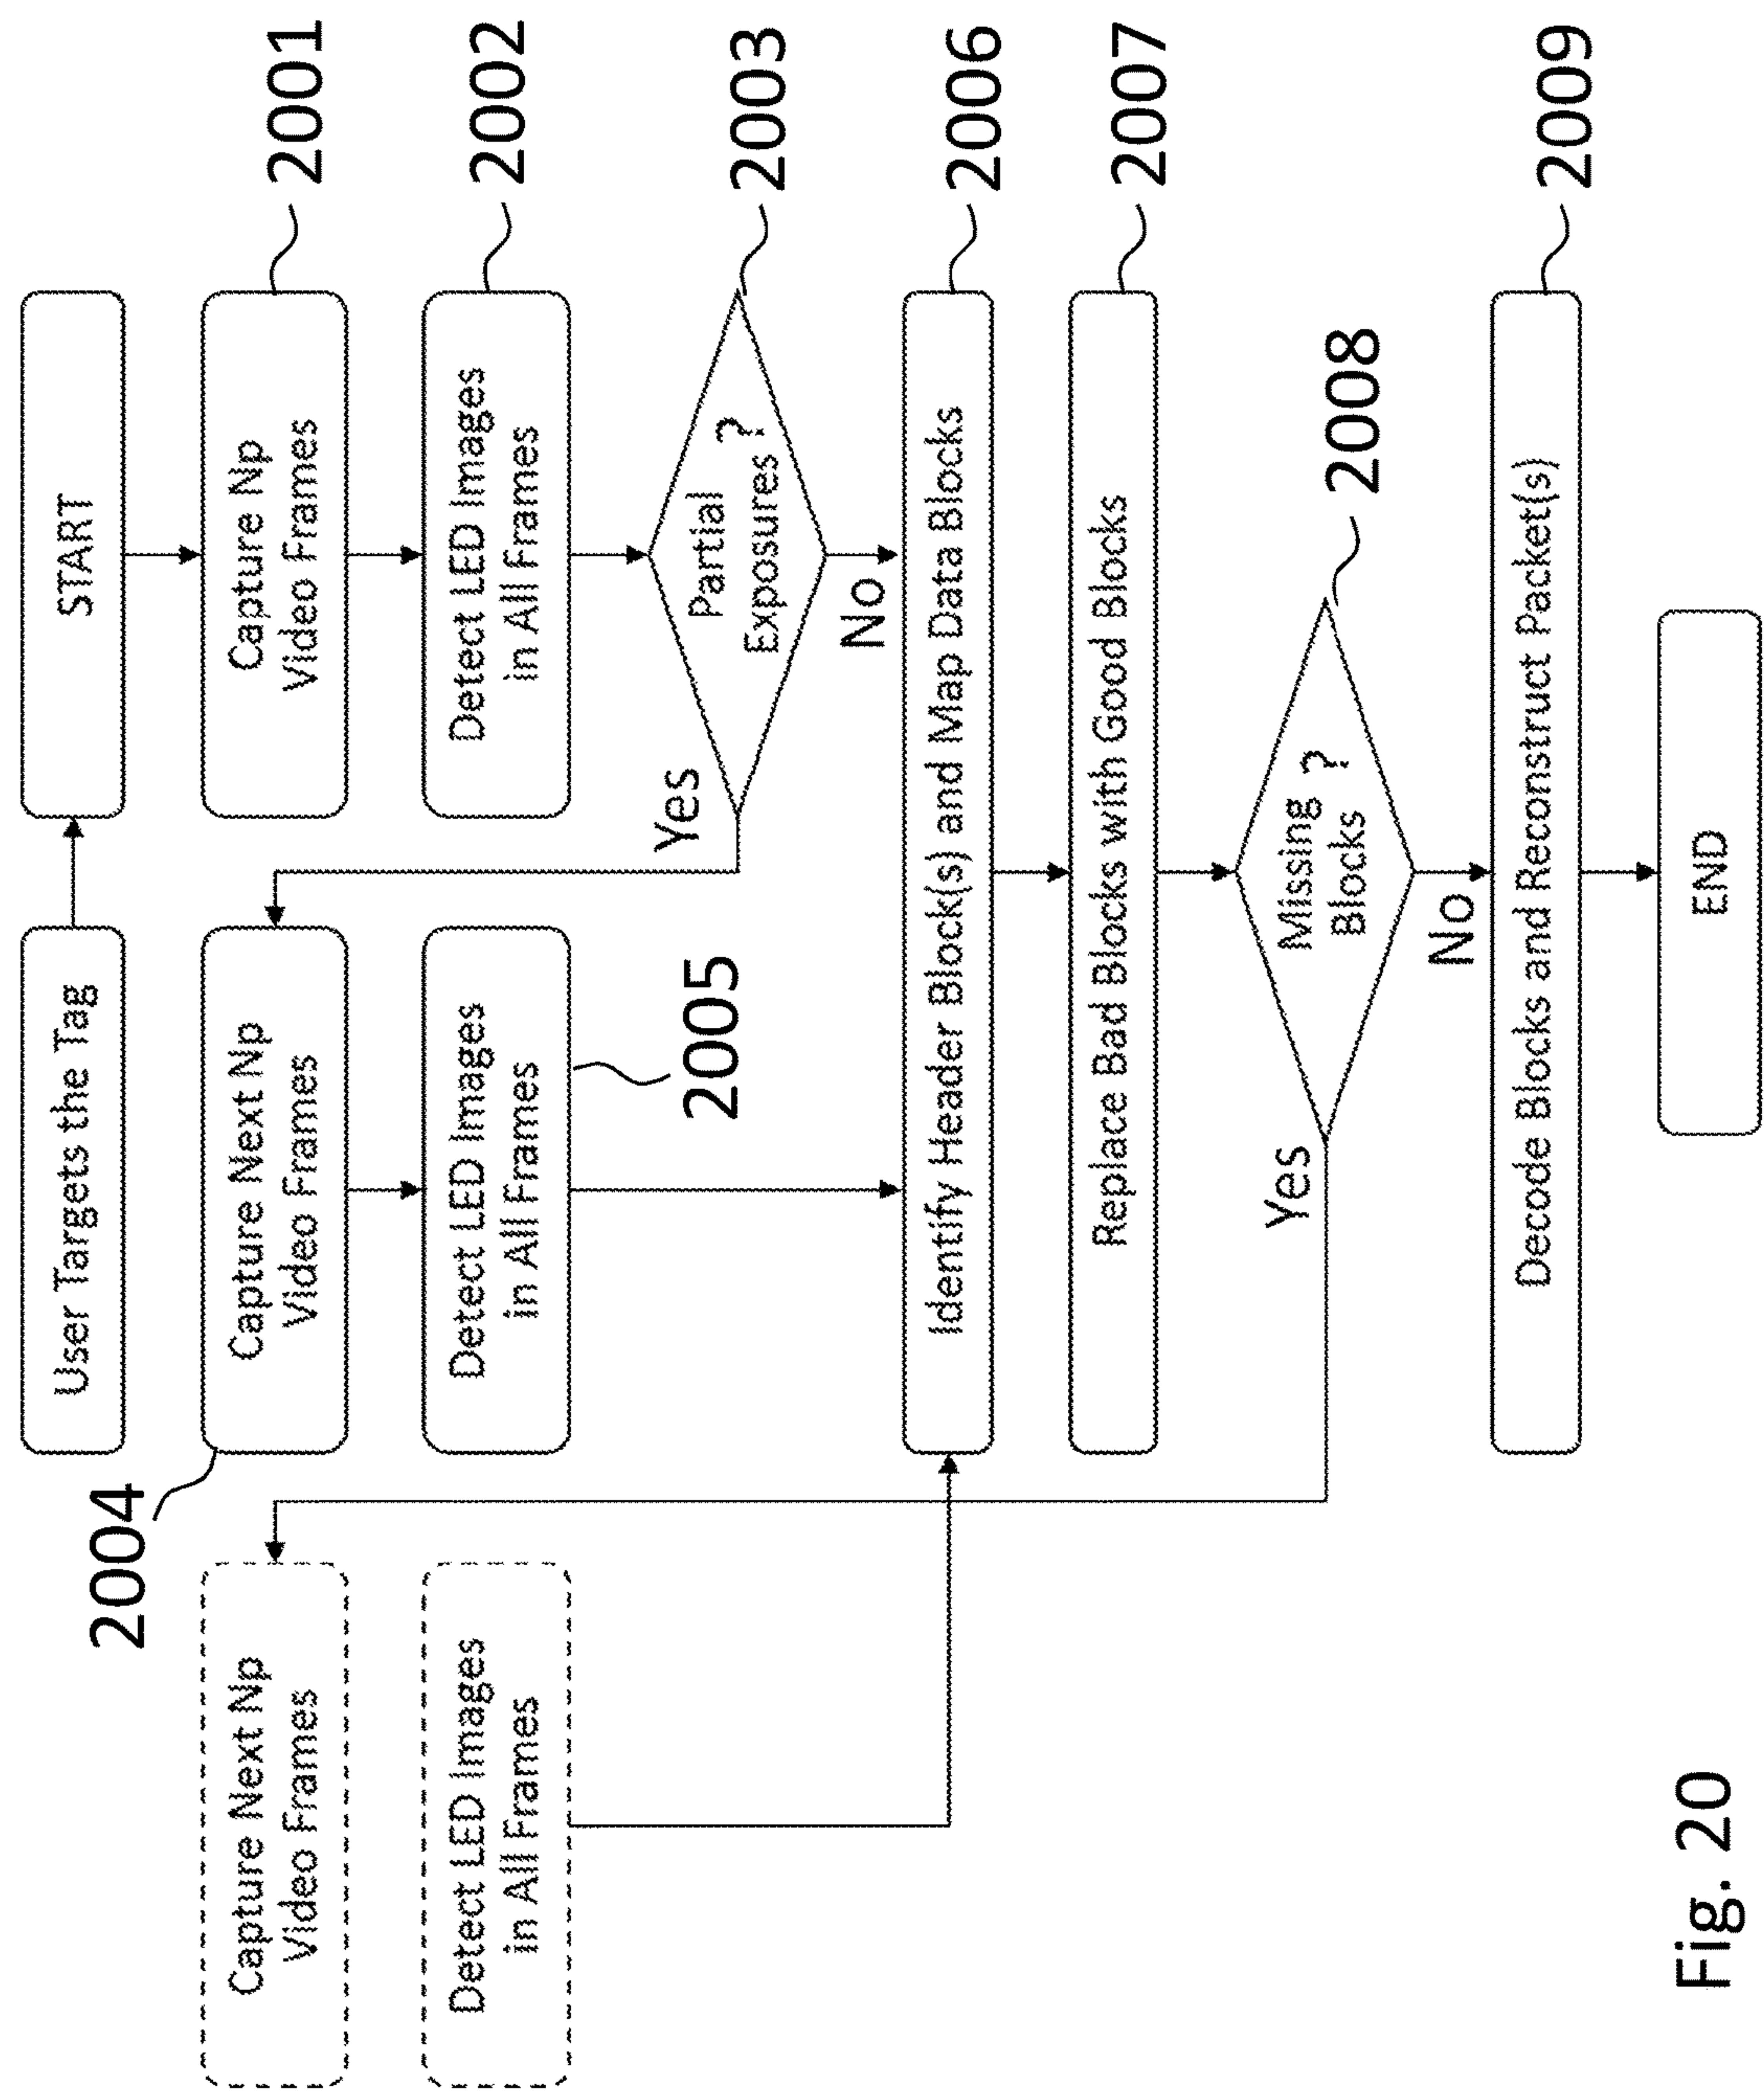 User Targets the Tag
START
2001
Capture Np
Video Frames
2002
Detect LED Images
in All Frames
2003
Partial
Exposures ?
Yes
No
2004
Capture Next Np
Video Frames
2005
Detect LED Images
in All Frames
2006
Identify Header Block(s) and Map Data Blocks
2007
Replace Bad Blocks with Good Blocks
2008
Missing
Blocks ?
Yes
No
Capture Next Np
Video Frames
Detect LED Images
in All Frames
2009
Decode Blocks and Reconstruct Packet(s)
END
Fig. 20